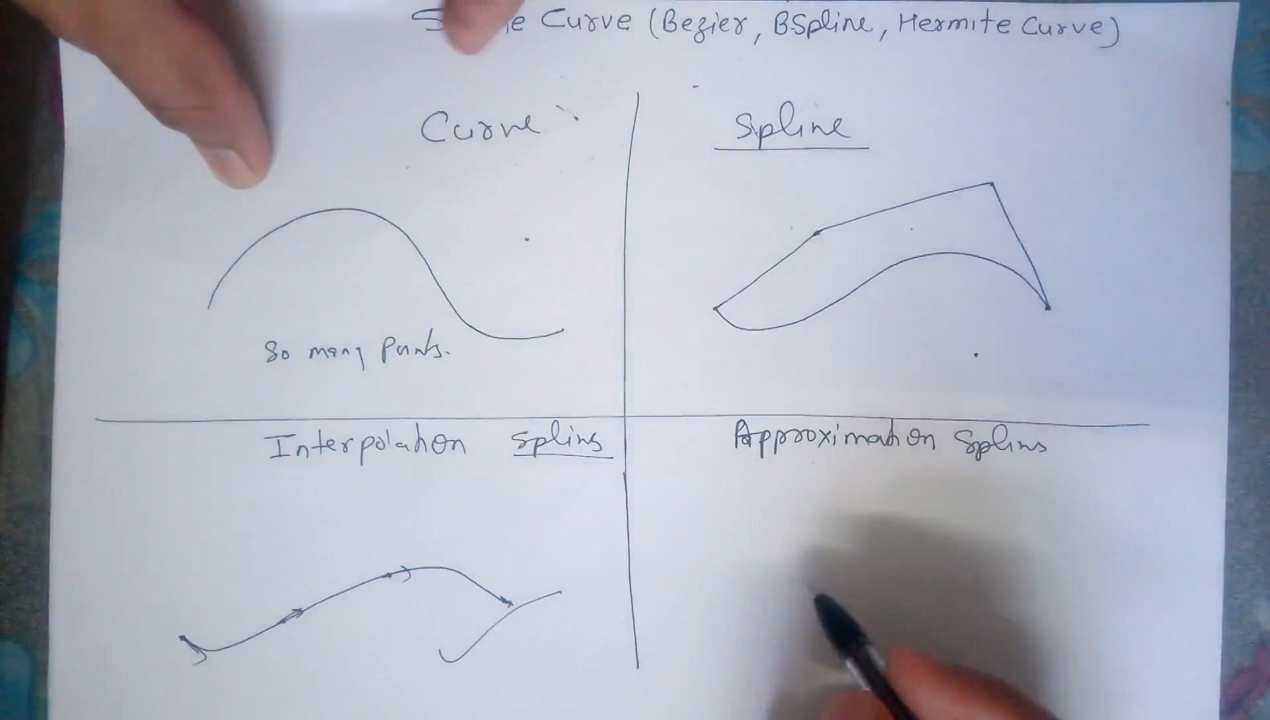 Curve (Bezier, BSpline, Hermite Curve)
Curve
Spline
So many Points.
Interpolation Splins
Approximation Splins